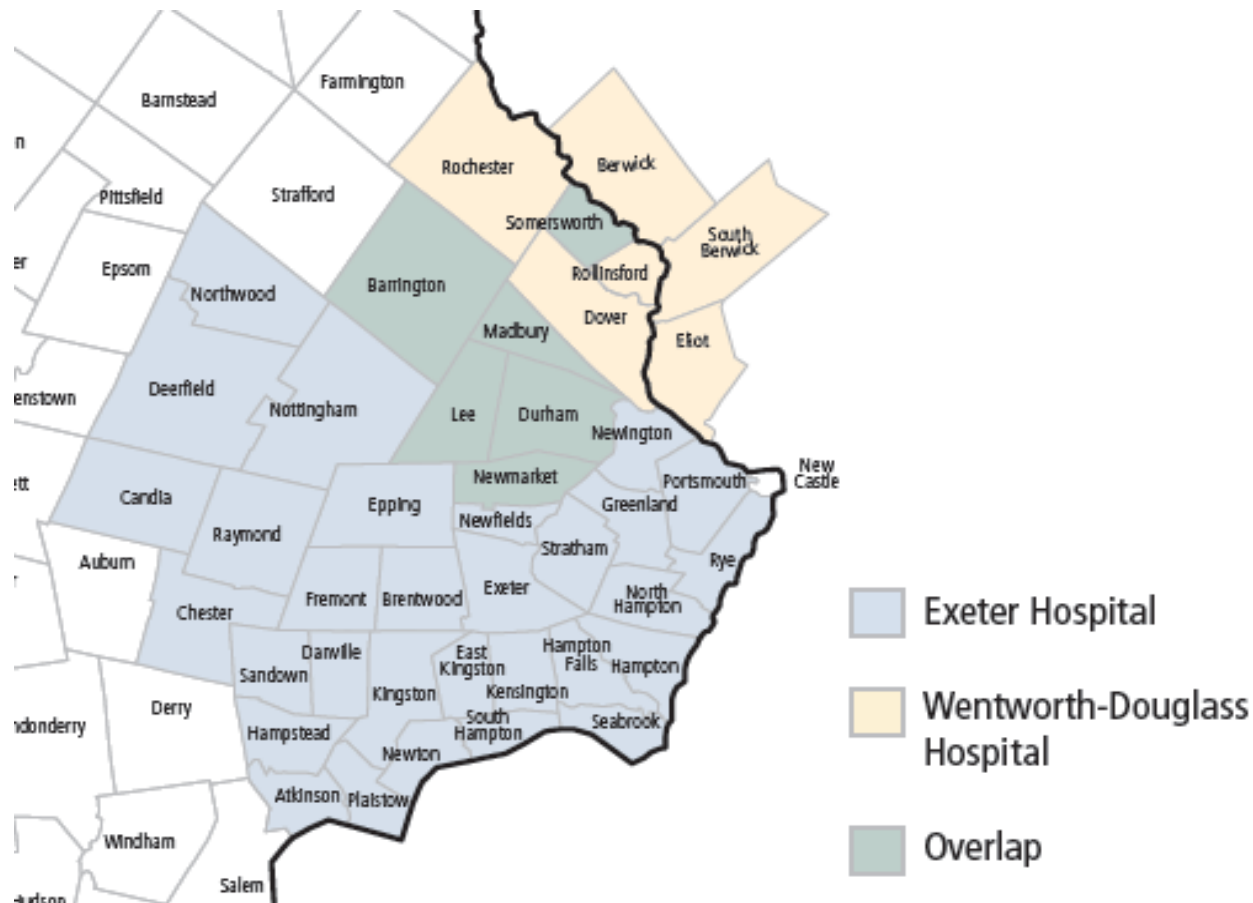 Farmington
Barnstead
Rochester
Berwick
Pittsfield
Strafford
Somersworth
South
Berwick
Epsom
Rollinsford
Barrington
Northwood
Dover
Madbury
Eliot
Deerfield
enstown
Nottingham
Lee
Durham
Newington
New
Castle
Newmarket
Portsmouth
Candia
Epping
Greenland
Newfields
Raymond
Stratham
Auburn
Rye
Exeter
North
Hampton
Fremont
Brentwood
Chester
Exeter Hospital
Danville
East
Kingston
Hampton
Falls
Hampton
Sandown
Kingston
Kensington
Derry
Wentworth-Douglass
Hospital
South
Hampton
Seabrook
ndonderry
Hampstead
Newton
Atkinson
Plaistow
Windham
Overlap
Salem